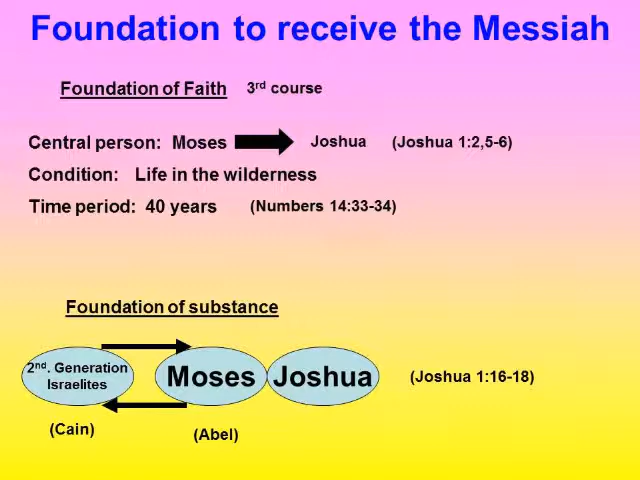 Foundation to receive the Messiah
Foundation of Faith 3rd course
Central person: Moses Joshua (Joshua 1:2,5-6)
Condition: Life in the wilderness
Time period: 40 years (Numbers 14:33-34)
Foundation of substance
2nd. Generation
Israelites
Moses Joshua (Joshua 1:16-18)
(Cain)
(Abel)